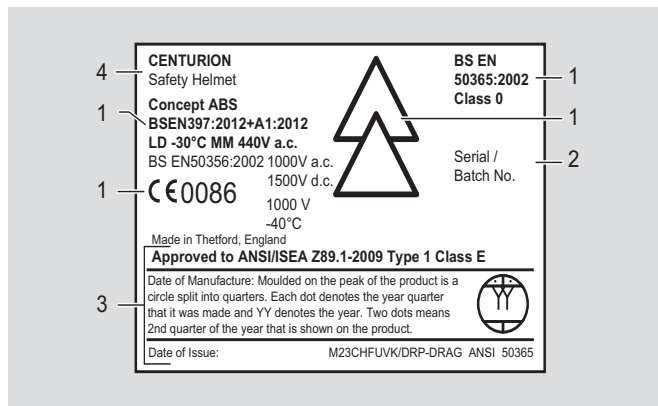 CENTURION
Safety Helmet
Concept ABS
BSEN397:2012+A1:2012
LD -30°C MM 440V a.c.
BS EN50356:2002 1000V a.c.
1500V d.c.
CE0086
1000 V
-40°C
Made in Thetford, England
BS EN
50365:2002
Class 0
Serial /
Batch No.
Approved to ANSI/ISEA Z89.1-2009 Type 1 Class E
Date of Manufacture: Moulded on the peak of the product is a
circle split into quarters. Each dot denotes the year quarter
that it was made and YY denotes the year. Two dots means
2nd quarter of the year that is shown on the product.
YY
Date of Issue: M23CHFUVK/DRP-DRAG ANSI 50365
4
1
1
3
1
1
2